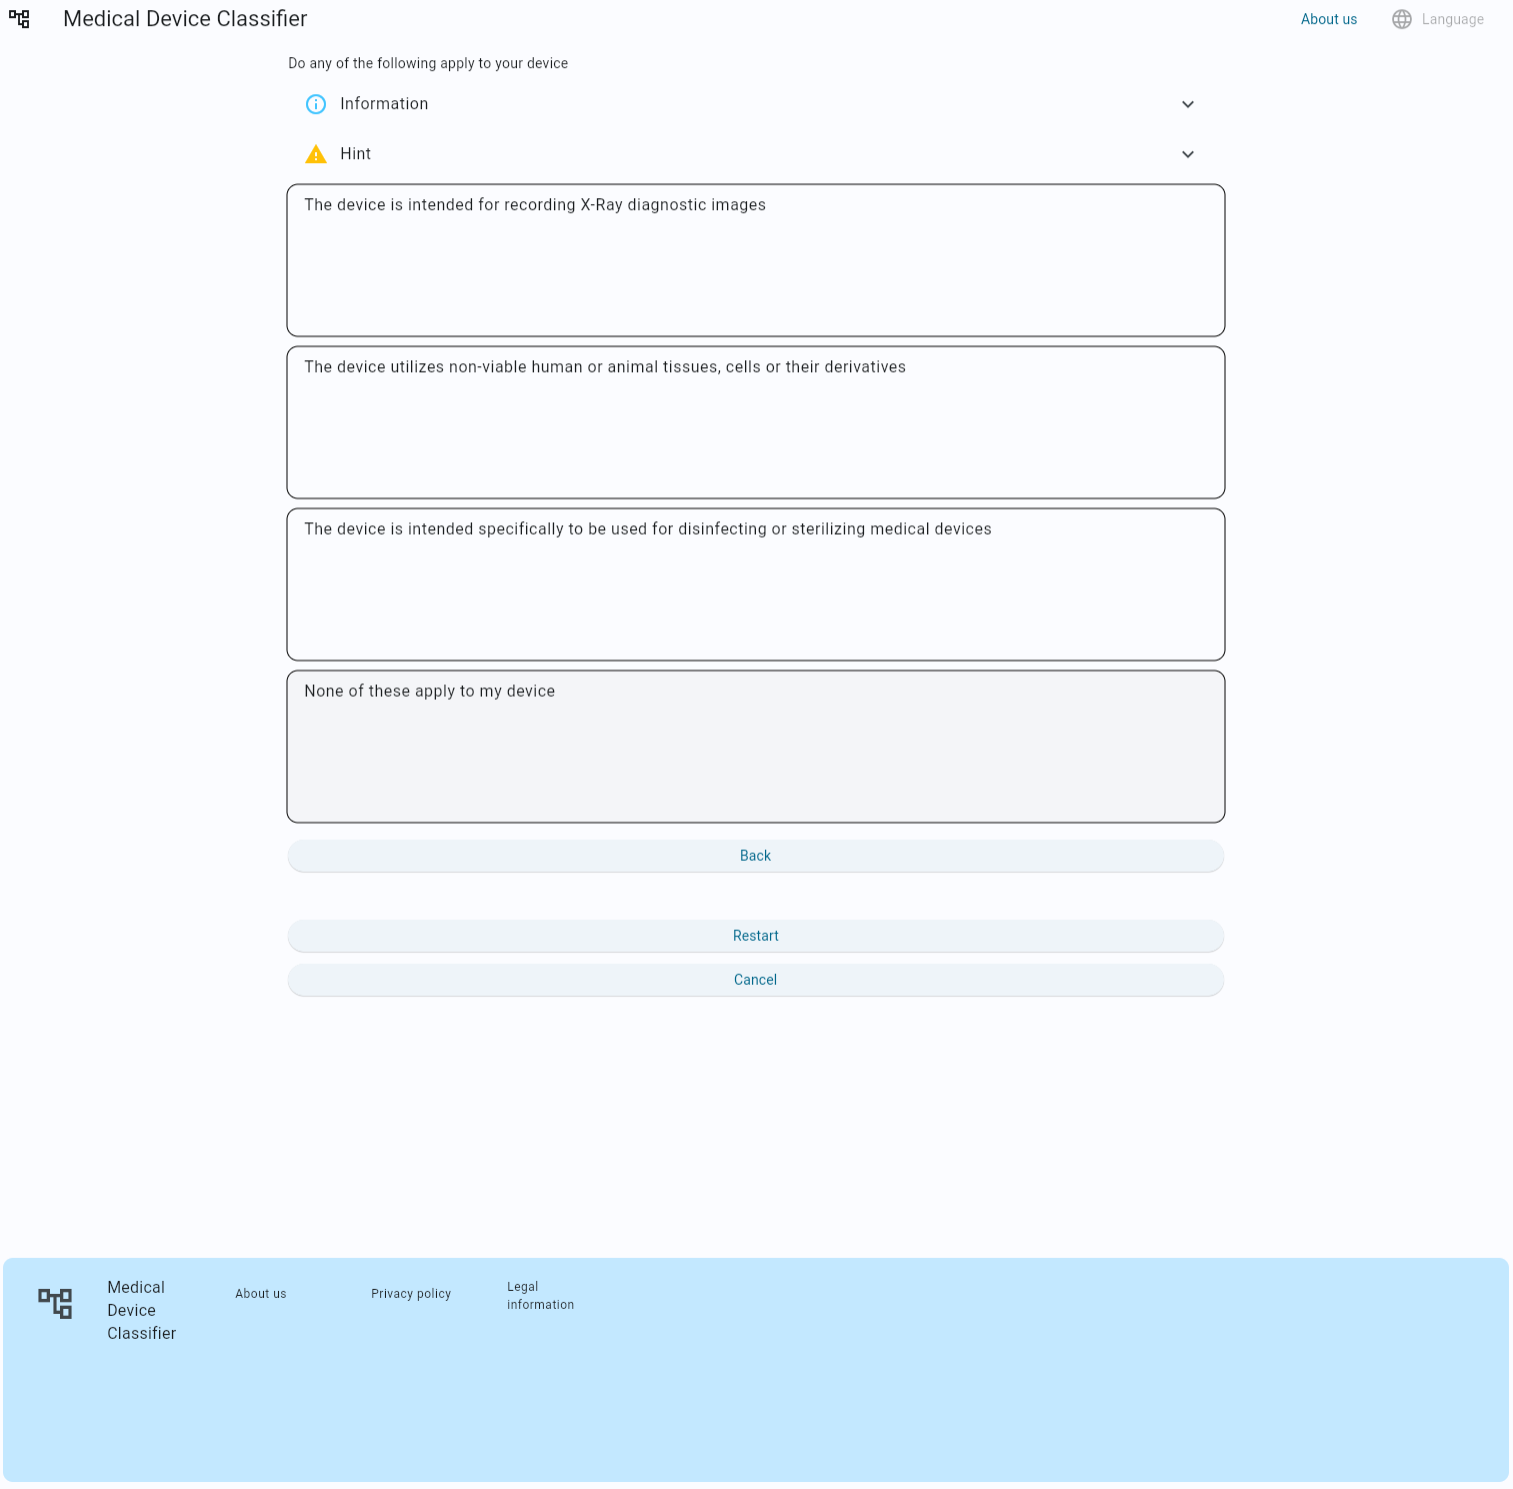 Medical Device Classifier
About us
Language
Do any of the following apply to your device
Information
Hint
The device is intended for recording X-Ray diagnostic images
The device utilizes non-viable human or animal tissues, cells or their derivatives
The device is intended specifically to be used for disinfecting or sterilizing medical devices
None of these apply to my device
Back
Restart
Cancel
Medical
Device
Classifier
About us
Privacy policy
Legal
information